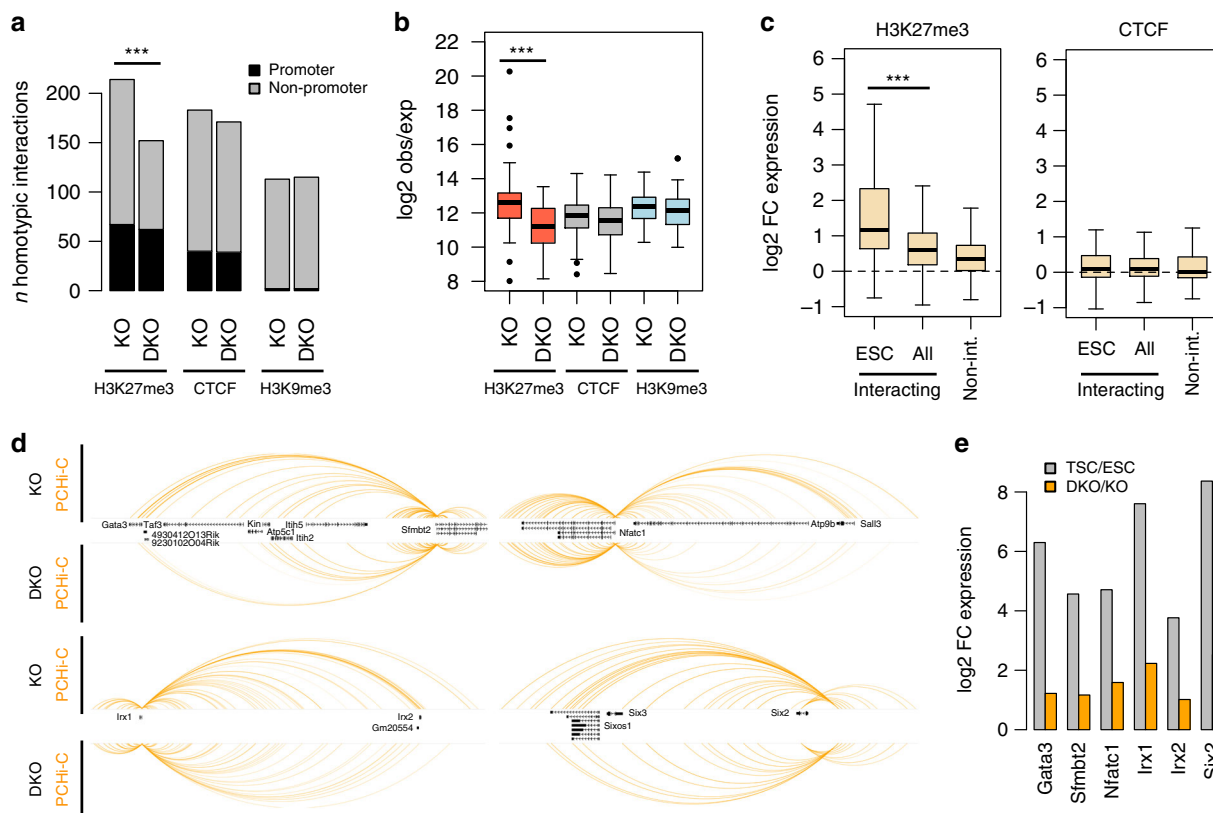 a
***
Promoter
Non-promoter
n homotypic interactions
200
150
100
50
0
KO
DKO
KO
DKO
KO
DKO
H3K27me3
CTCF
H3K9me3
b
***
log2 obs/exp
22
20
18
16
14
12
10
8
KO
DKO
KO
DKO
KO
DKO
H3K27me3
CTCF
H3K9me3
c
H3K27me3
***
log2 FC expression
6
5
4
3
2
1
0
−1
ESC
All
Non-int.
Interacting
CTCF
6
5
4
3
2
1
0
−1
ESC
All
Non-int.
Interacting
d
KO
PCHi-C
Gata3
Taf3
4930412O13Rik
9230102O04Rik
Kin
Atp5c1
Itih5
Itih2
Sfmbt2
Nfatc1
Atp9b
Sall3
DKO
PCHi-C
KO
PCHi-C
Irx1
Irx2
Gm20554
Six3
Sixos1
Six2
DKO
PCHi-C
e
TSC/ESC
DKO/KO
log2 FC expression
8
6
4
2
0
Gata3
Sfmbt2
Nfatc1
Irx1
Irx2